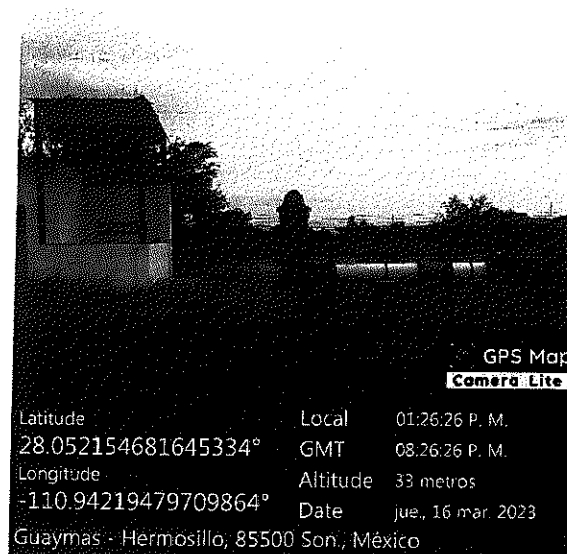 GPS Map
Camera Lite
Latitude
28.052154681645334°
Longitude
-110.94219479709864°
Local 01:26:26 P. M.
GMT 08:26:26 P. M.
Altitude 33 metros
Date jue., 16 mar. 2023
Guaymas - Hermosillo, 85500 Son., México